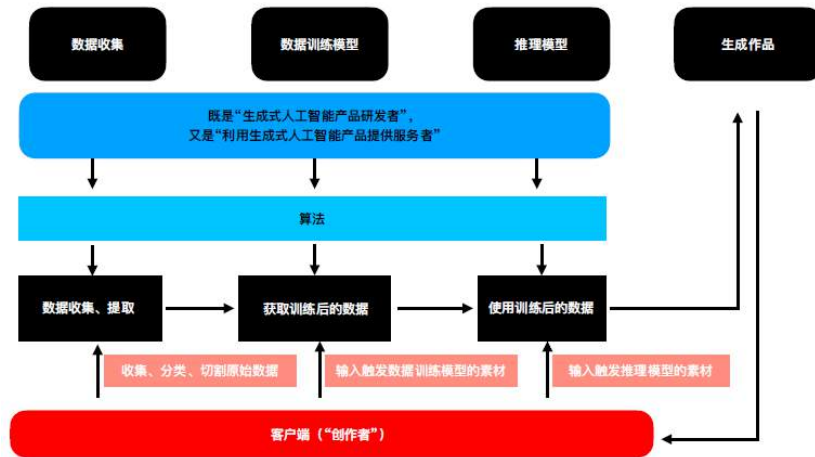 数据收集
数据训练模型
推理模型
生成作品
既是“生成式人工智能产品研发者”，
又是“利用生成式人工智能产品提供服务者”
算法
数据收集、提取
获取训练后的数据
使用训练后的数据
收集、分类、切割原始数据
输入触发数据训练模型的素材
输入触发推理模型的素材
客户端（“创作者”）